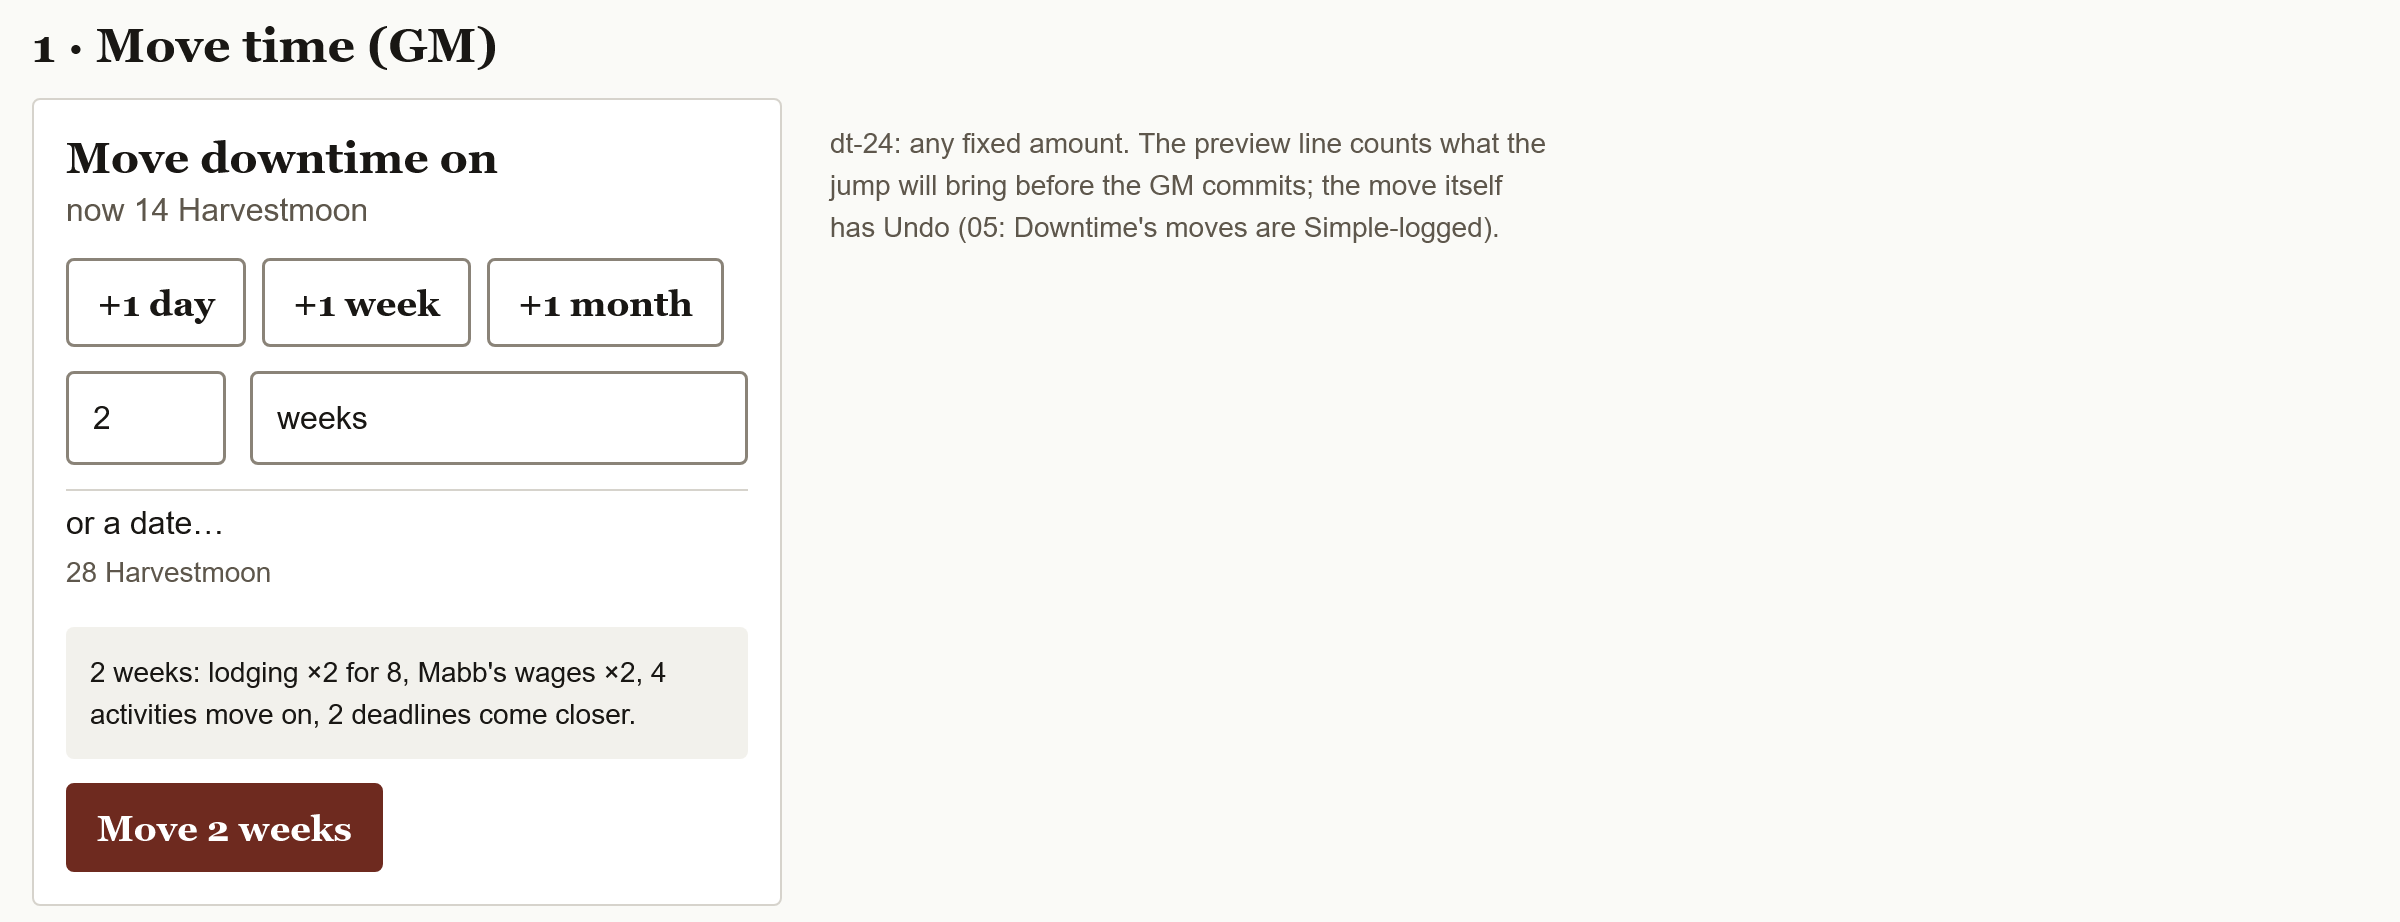 1 · Move time (GM)
Move downtime on
now 14 Harvestmoon
+1 day +1 week +1 month
2 weeks
or a date…
28 Harvestmoon
2 weeks: lodging ×2 for 8, Mabb's wages ×2, 4
activities move on, 2 deadlines come closer.
Move 2 weeks
dt-24: any fixed amount. The preview line counts what the
jump will bring before the GM commits; the move itself
has Undo (05: Downtime's moves are Simple-logged).